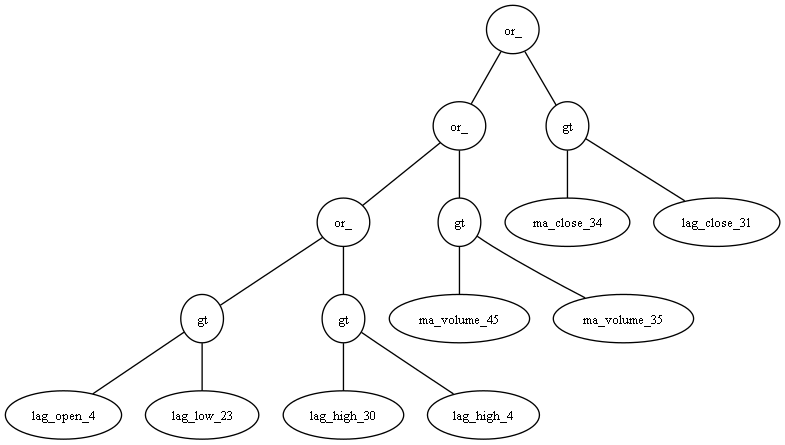 or_
or_
gt
or_
gt
ma_close_34
lag_close_31
gt
gt
ma_volume_45
ma_volume_35
lag_open_4
lag_low_23
lag_high_30
lag_high_4